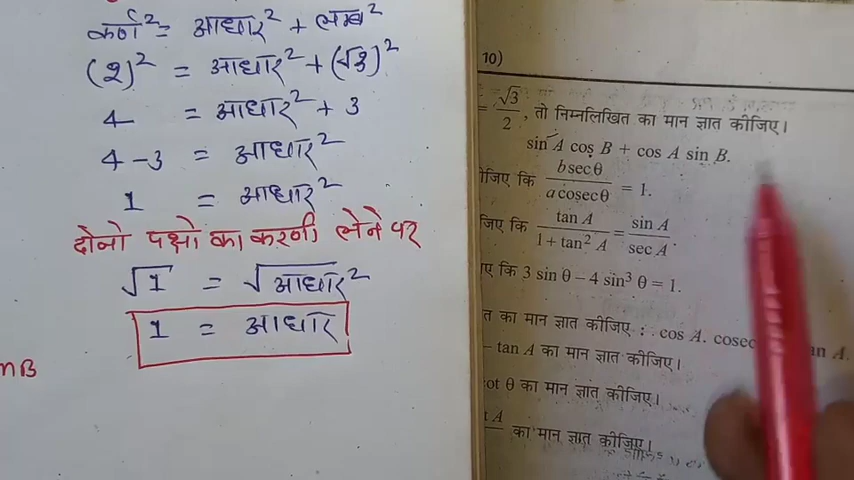 कर्ण² = आधार² + लम्ब²
(2)² = आधार² + (√3)²
4 = आधार² + 3
4-3 = आधार²
1 = आधार²
दोनो पक्षो का करणी लेने पर
√1 = √आधार²
1 = आधार
nB
10)
= √3/2, तो निम्नलिखित का मान ज्ञात कीजिए।
sin A cos B + cos A sin B.
जिए कि b secθ / a cosecθ = 1.
जिए कि tan A / 1 + tan² A = sin A / sec A.
ए कि 3 sin θ – 4 sin³ θ = 1.
त का मान ज्ञात कीजिए : cos A. cosec an A.
– tan A का मान ज्ञात कीजिए।
cot θ का मान ज्ञात कीजिए।
t A का मान ज्ञात कीजिए।